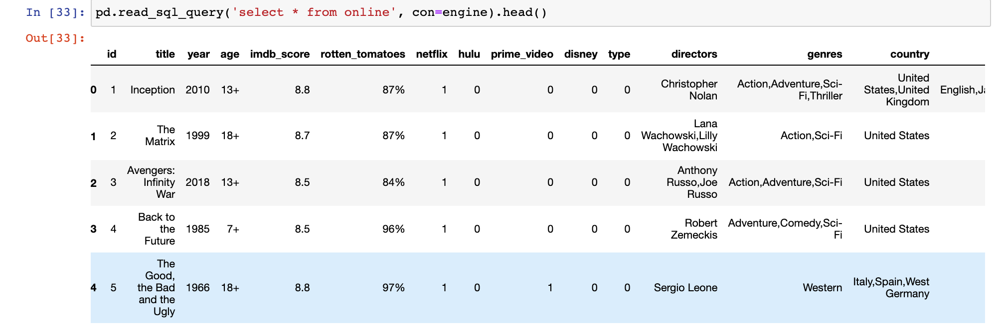 In [33]: pd.read_sql_query('select * from online', con=engine).head()
Out[33]:
id title year age imdb_score rotten_tomatoes netflix hulu prime_video disney type directors genres country
0 1 Inception 2010 13+ 8.8 87% 1 0 0 0 0 Christopher Nolan Action,Adventure,Sci-Fi,Thriller United States,United Kingdom English,Ja
1 2 The Matrix 1999 18+ 8.7 87% 1 0 0 0 0 Lana Wachowski,Lilly Wachowski Action,Sci-Fi United States
2 3 Avengers: Infinity War 2018 13+ 8.5 84% 1 0 0 0 0 Anthony Russo,Joe Russo Action,Adventure,Sci-Fi United States
3 4 Back to the Future 1985 7+ 8.5 96% 1 0 0 0 0 Robert Zemeckis Adventure,Comedy,Sci-Fi United States
4 5 The Good, the Bad and the Ugly 1966 18+ 8.8 97% 1 0 1 0 0 Sergio Leone Western Italy,Spain,West Germany